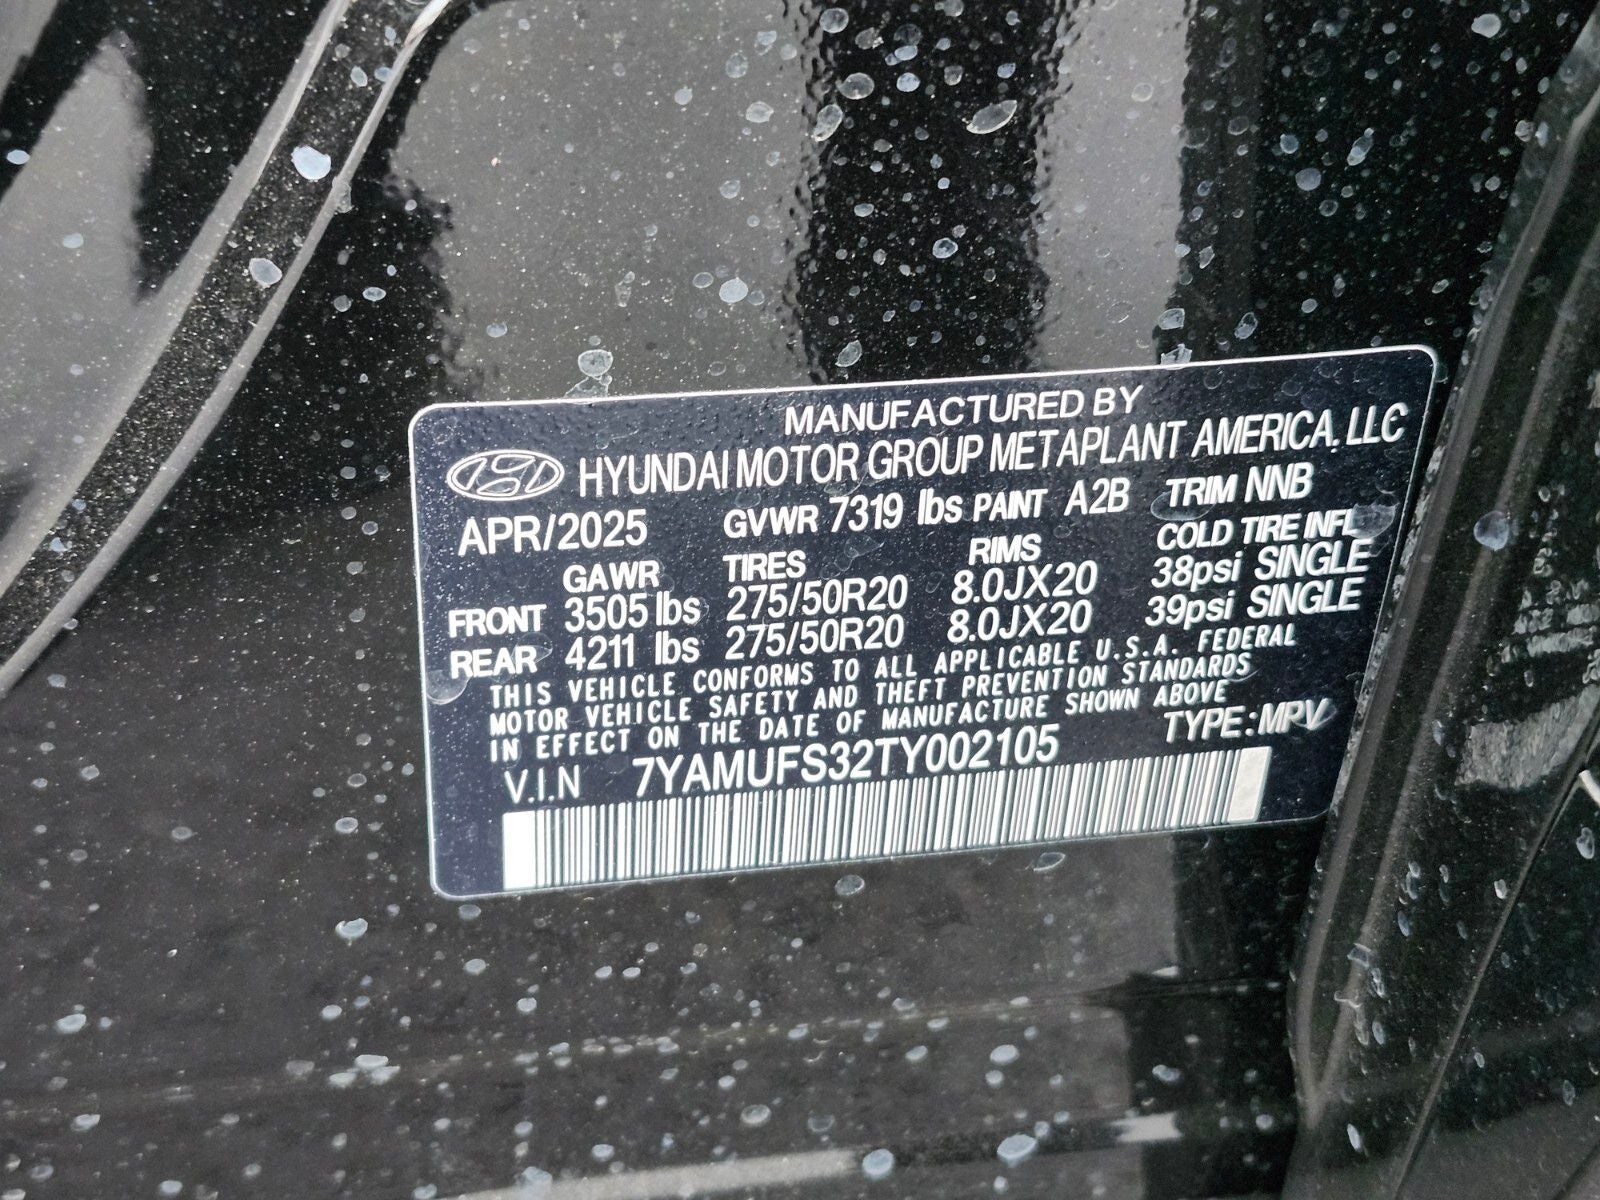 MANUFACTURED BY
HYUNDAI MOTOR GROUP METAPLANT AMERICA, LLC
APR/2025 GVWR 7319 lbs PAINT A2B TRIM NNB
GAWR TIRES RIMS COLD TIRE INFL
FRONT 3505 lbs 275/50R20 8.0JX20 38psi SINGLE
REAR 4211 lbs 275/50R20 8.0JX20 39psi SINGLE
THIS VEHICLE CONFORMS TO ALL APPLICABLE U.S.A. FEDERAL
MOTOR VEHICLE SAFETY AND THEFT PREVENTION STANDARDS
IN EFFECT ON THE DATE OF MANUFACTURE SHOWN ABOVE
V.I.N 7YAMUFS32TY002105 TYPE:MPV